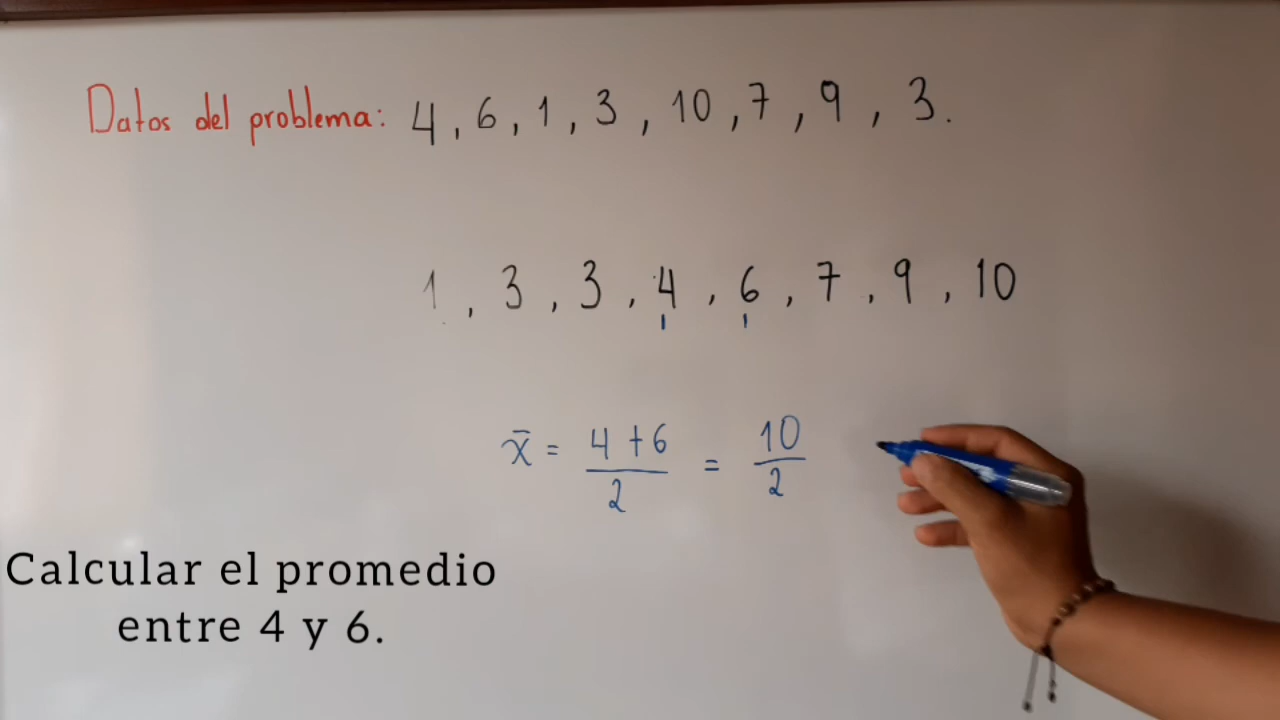 Datos del problema: 4, 6, 1, 3, 10, 7, 9, 3.
1, 3, 3, 4, 6, 7, 9, 10
x̄ = 4 + 6 / 2 = 10 / 2
Calcular el promedio
entre 4 y 6.